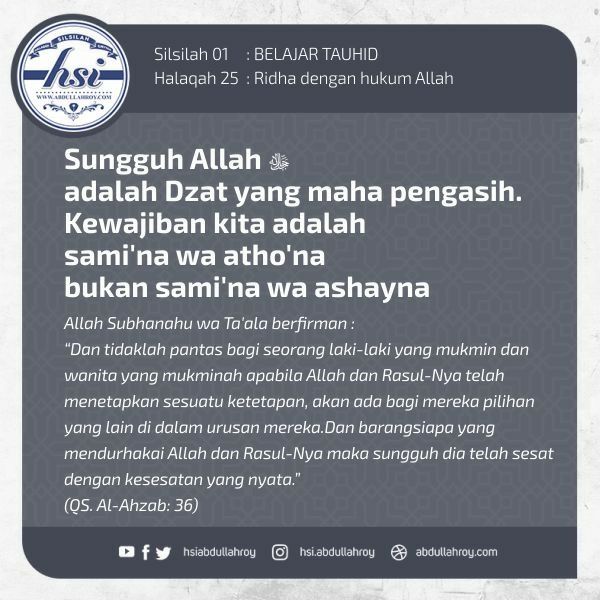 SILSILAH
hsi
WWW.ABDULLAHROY.COM
Silsilah 01 : BELAJAR TAUHID
Halaqah 25 : Ridha dengan hukum Allah
Sungguh Allah ﷻ
adalah Dzat yang maha pengasih.
Kewajiban kita adalah
sami'na wa atho'na
bukan sami'na wa ashayna
Allah Subhanahu wa Ta'ala berfirman :
“Dan tidaklah pantas bagi seorang laki-laki yang mukmin dan
wanita yang mukminah apabila Allah dan Rasul-Nya telah
menetapkan sesuatu ketetapan, akan ada bagi mereka pilihan
yang lain di dalam urusan mereka.Dan barangsiapa yang
mendurhakai Allah dan Rasul-Nya maka sungguh dia telah sesat
dengan kesesatan yang nyata.”
(QS. Al-Ahzab: 36)
hsiabdullahroy hsi.abdullahroy abdullahroy.com